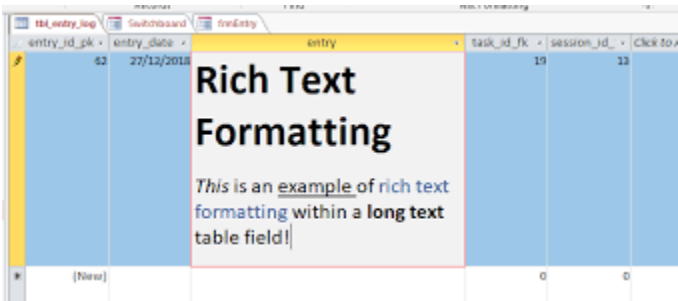 tbl_entry_log Switchboard frmEntry
entry_id_pk entry_date entry task_id_fk session_id_ Click to A
62 27/12/2018 19 13
Rich Text
Formatting
This is an example of rich text
formatting within a long text
table field!
(New) 0 0